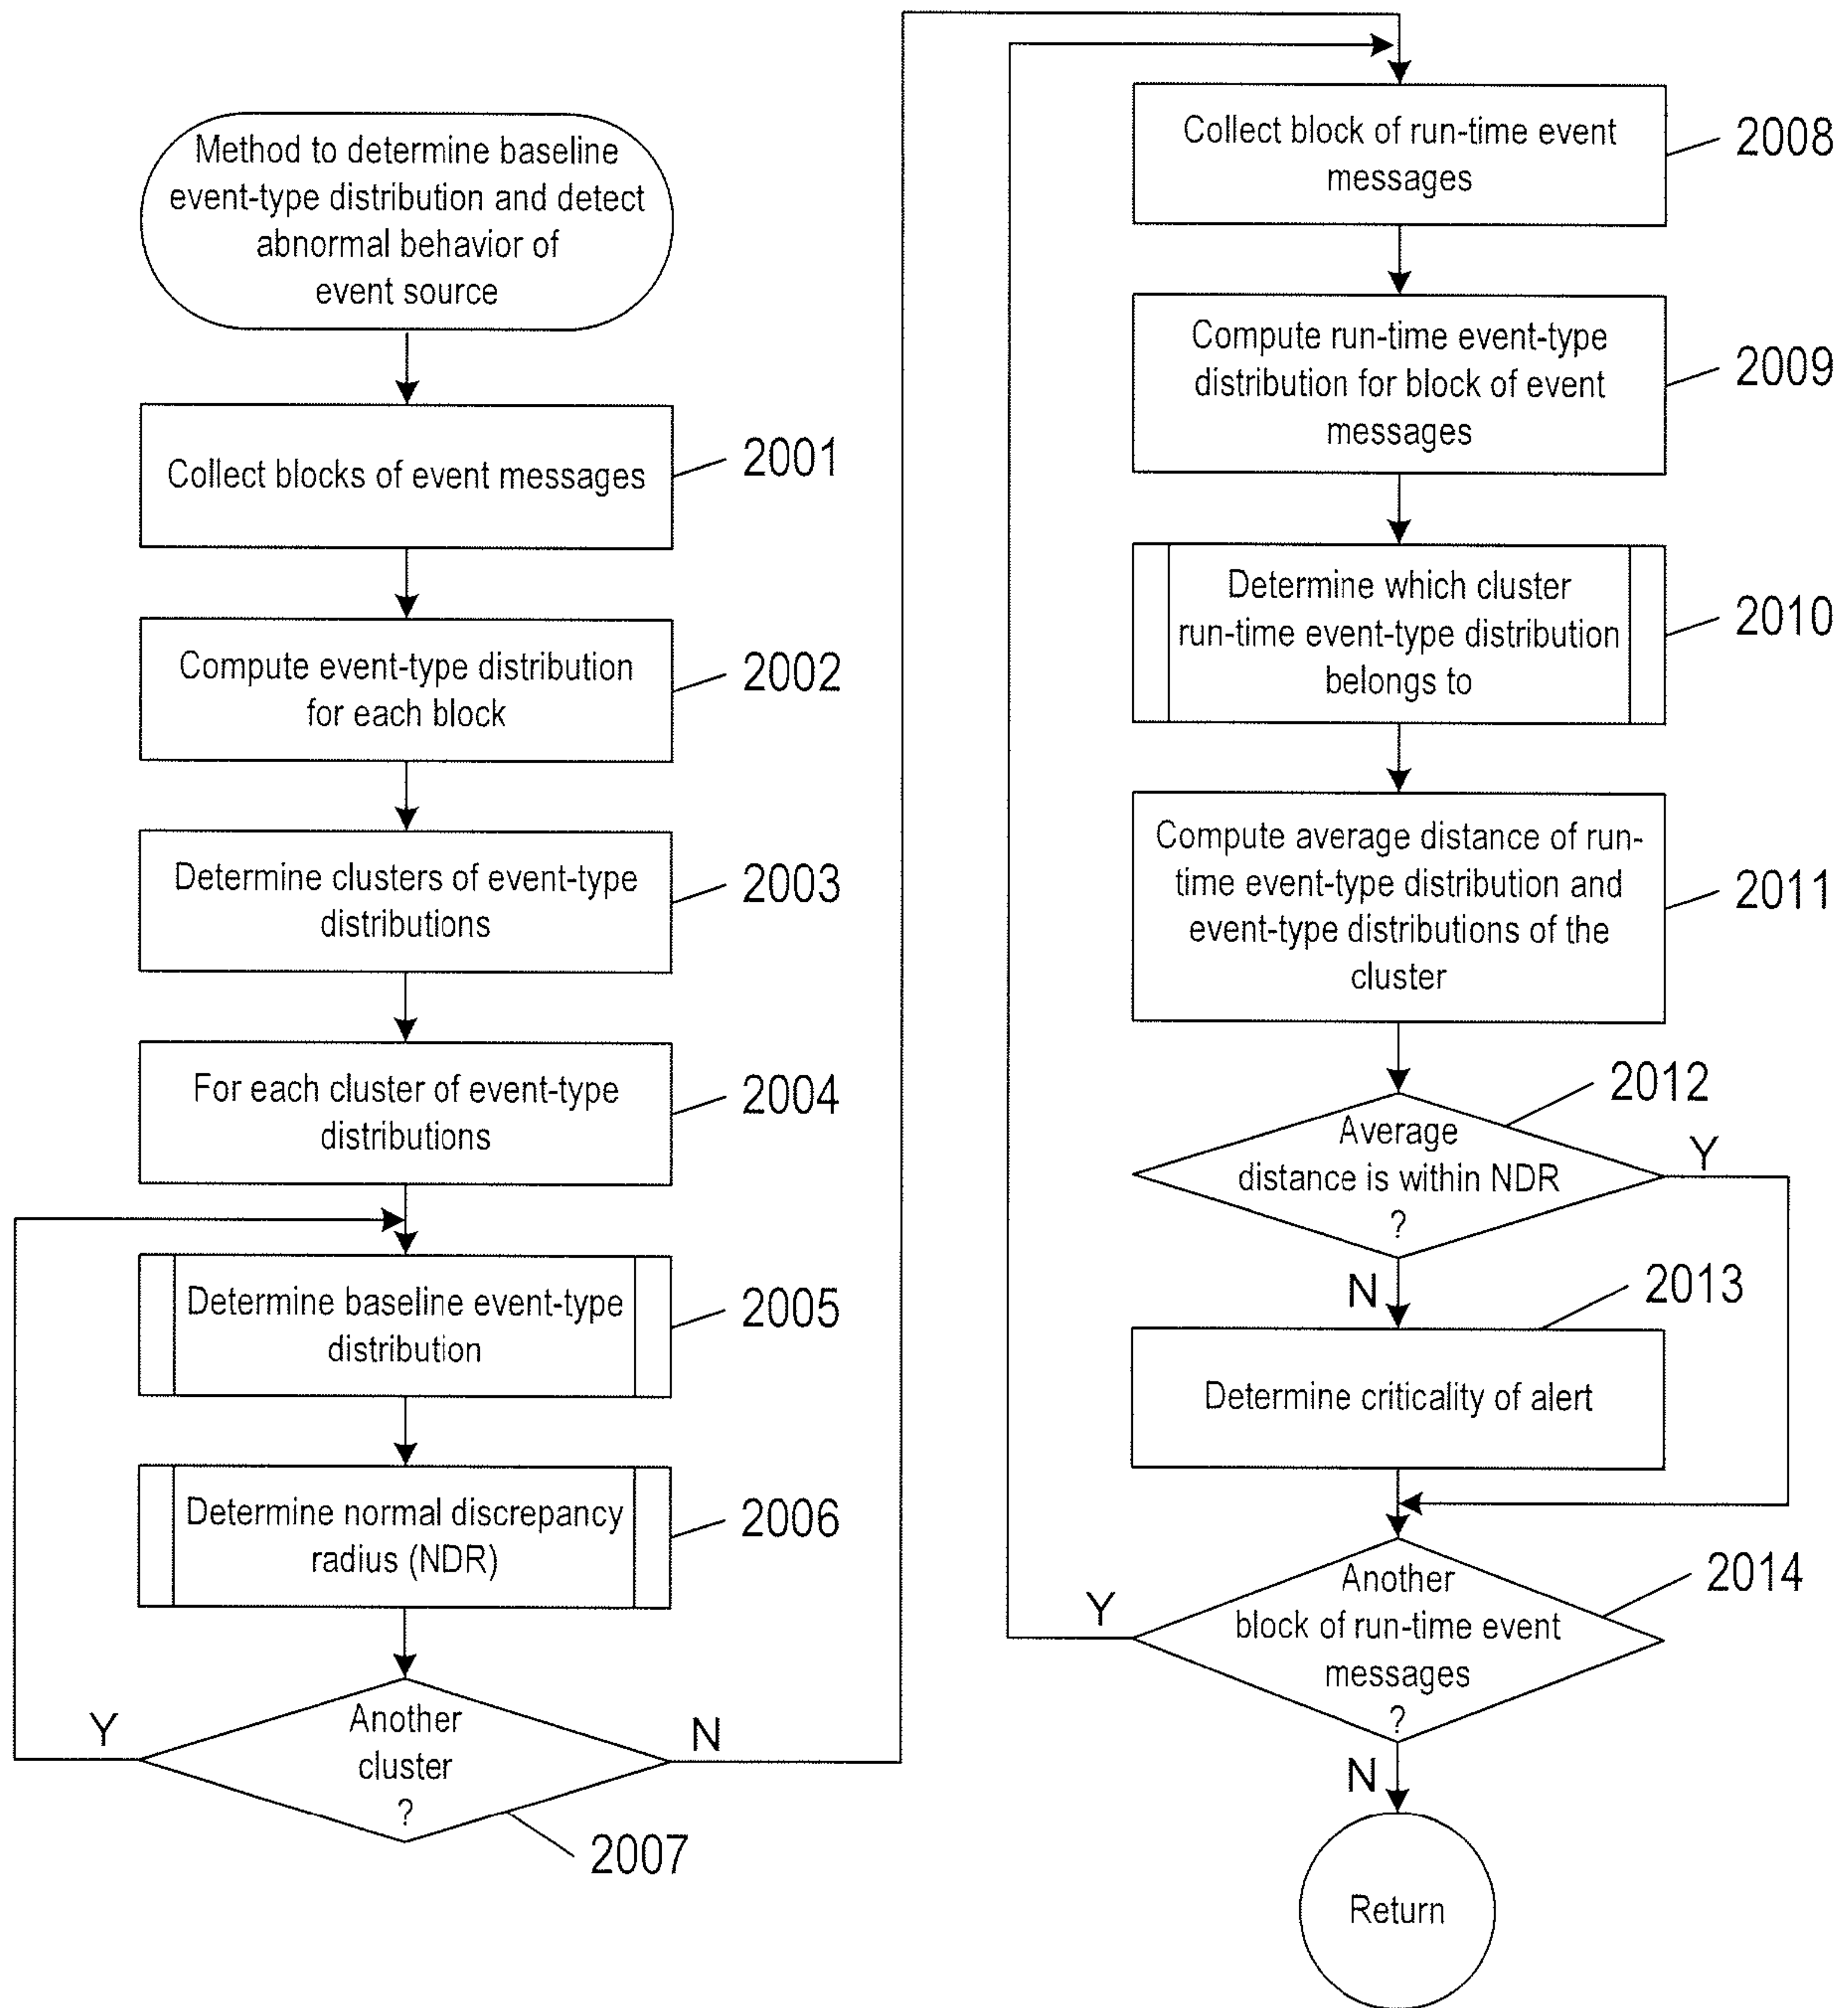 Method to determine baseline
event-type distribution and detect
abnormal behavior of
event source
Collect blocks of event messages
2001
Compute event-type distribution
for each block
2002
Determine clusters of event-type
distributions
2003
For each cluster of event-type
distributions
2004
Determine baseline event-type
distribution
2005
Determine normal discrepancy
radius (NDR)
2006
Another
cluster
?
Y
N
2007
Collect block of run-time event
messages
2008
Compute run-time event-type
distribution for block of event
messages
2009
Determine which cluster
run-time event-type distribution
belongs to
2010
Compute average distance of run-
time event-type distribution and
event-type distributions of the
cluster
2011
2012
Average
distance is within NDR
?
Y
N
2013
Determine criticality of alert
2014
Another
block of run-time event
messages
?
Y
N
Return